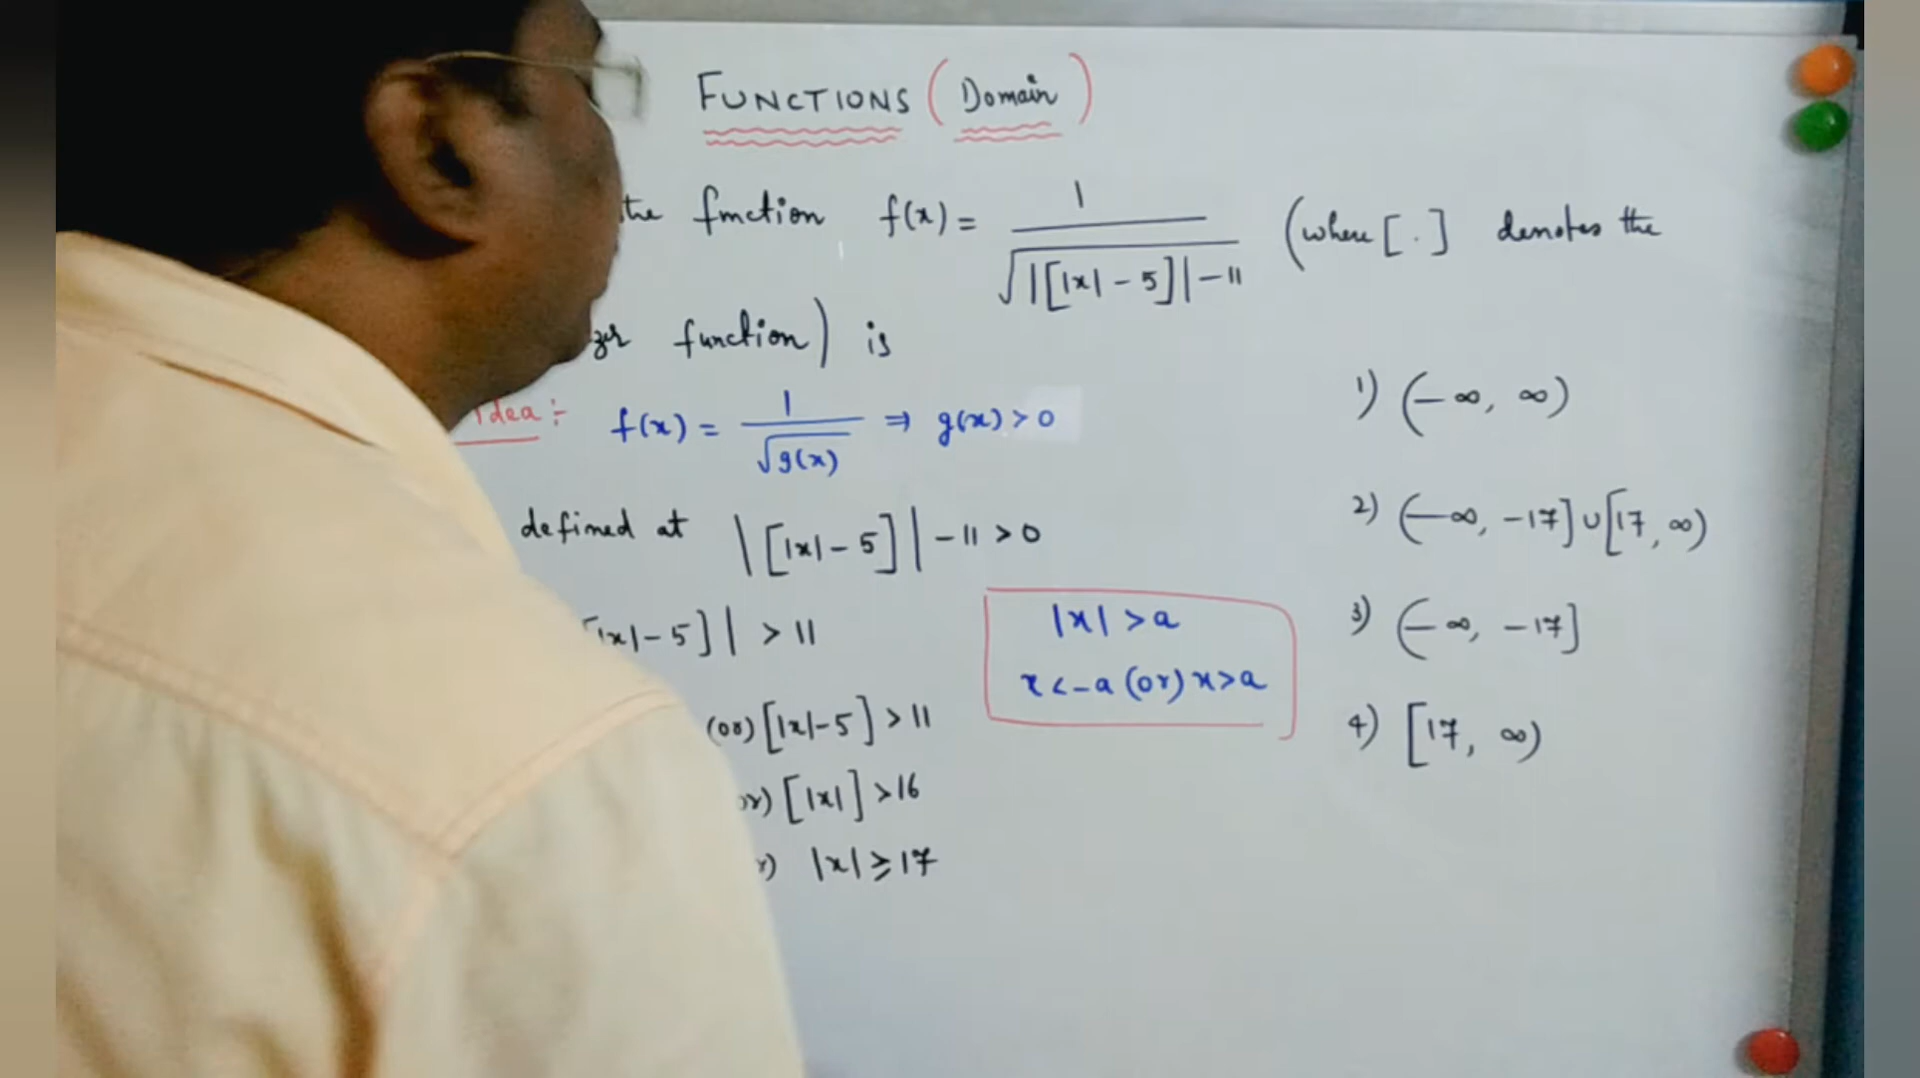 FUNCTIONS (Domain)
the function f(x) = 1/√|[|x| - 5]| - 11 (where [.] denotes the
function) is
idea :-
f(x) = 1/√g(x) ⇒ g(x) > 0
defined at |[|x| - 5]| - 11 > 0
|x| - 5]| > 11
(or) [|x| - 5] > 11
[|x|] > 16
|x| ≥ 17
|x| > a
x < -a (or) x > a
1) (-∞, ∞)
2) (-∞, -17] ∪ [17, ∞)
3) (-∞, -17]
4) [17, ∞)